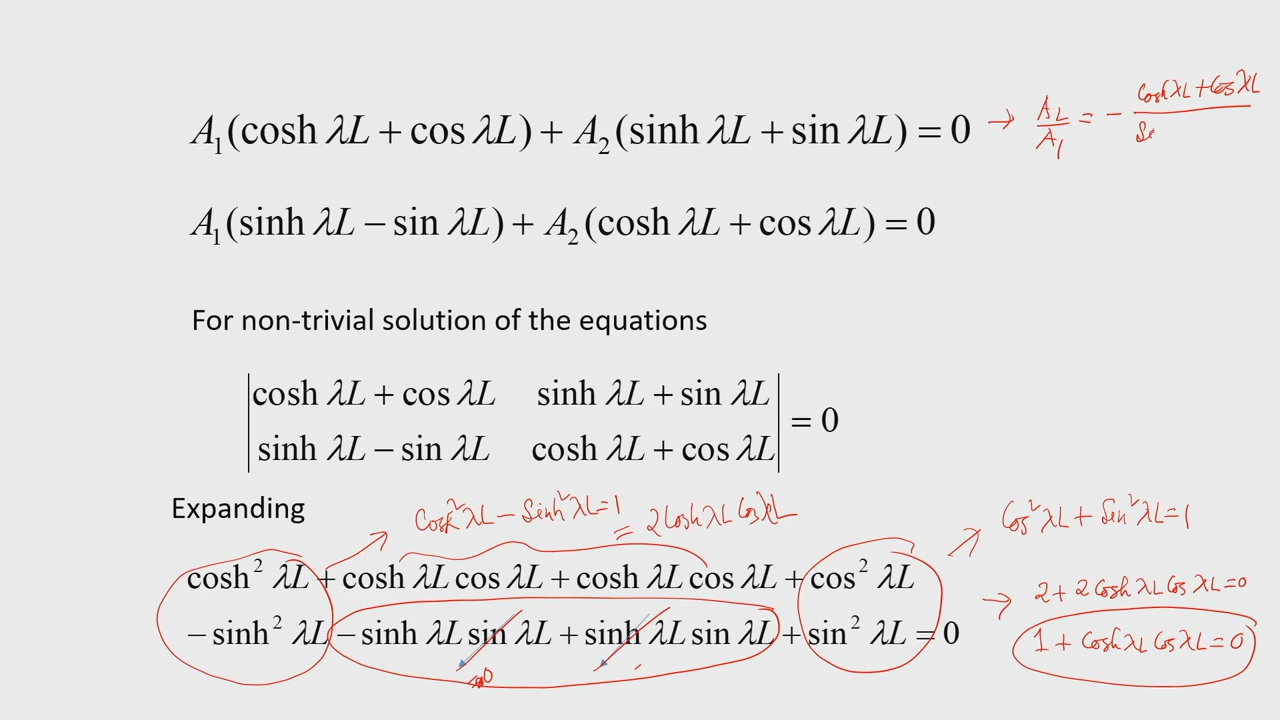 A₁(cosh λL + cos λL) + A₂(sinh λL + sin λL) = 0 → A₂/A₁ = − (cosh λL + cos λL)/
A₁(sinh λL − sin λL) + A₂(cosh λL + cos λL) = 0
For non-trivial solution of the equations
|cosh λL + cos λL sinh λL + sin λL|
|sinh λL − sin λL cosh λL + cos λL| = 0
Expanding
cosh² λL − sinh² λL = 1
= 2 cosh λL cos λL
cos² λL + sin² λL = 1
cosh² λL + cosh λL cos λL + cosh λL cos λL + cos² λL
− sinh² λL − sinh λL sin λL + sinh λL sin λL + sin² λL = 0
→ 2 + 2 cosh λL cos λL = 0
1 + cosh λL cos λL = 0